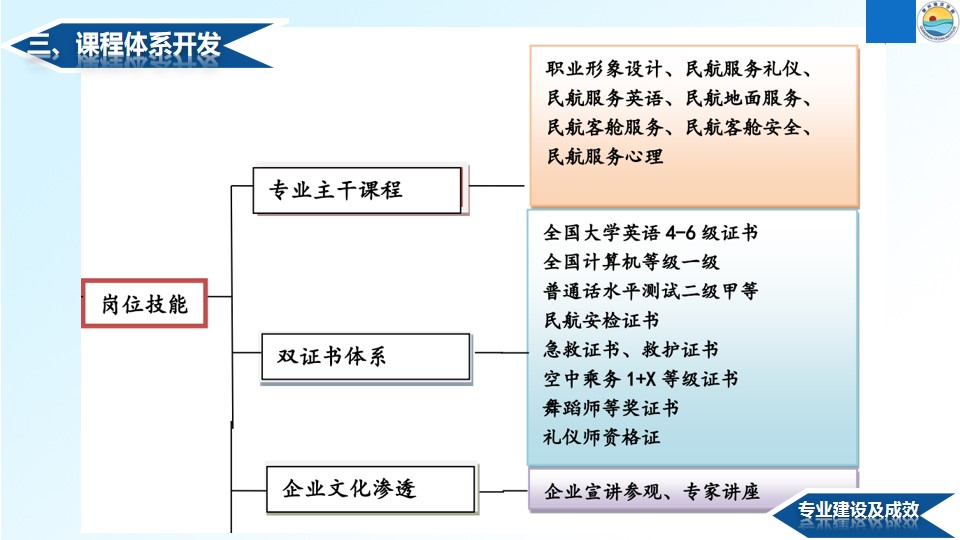 三、课程体系开发
职业形象设计、民航服务礼仪、
民航服务英语、民航地面服务、
民航客舱服务、民航客舱安全、
民航服务心理
专业主干课程
全国大学英语 4-6 级证书
全国计算机等级一级
普通话水平测试二级甲等
民航安检证书
急救证书、救护证书
空中乘务 1+X 等级证书
舞蹈师等奖证书
礼仪师资格证
岗位技能
双证书体系
企业文化渗透
企业宣讲参观、专家讲座
专业建设及成效